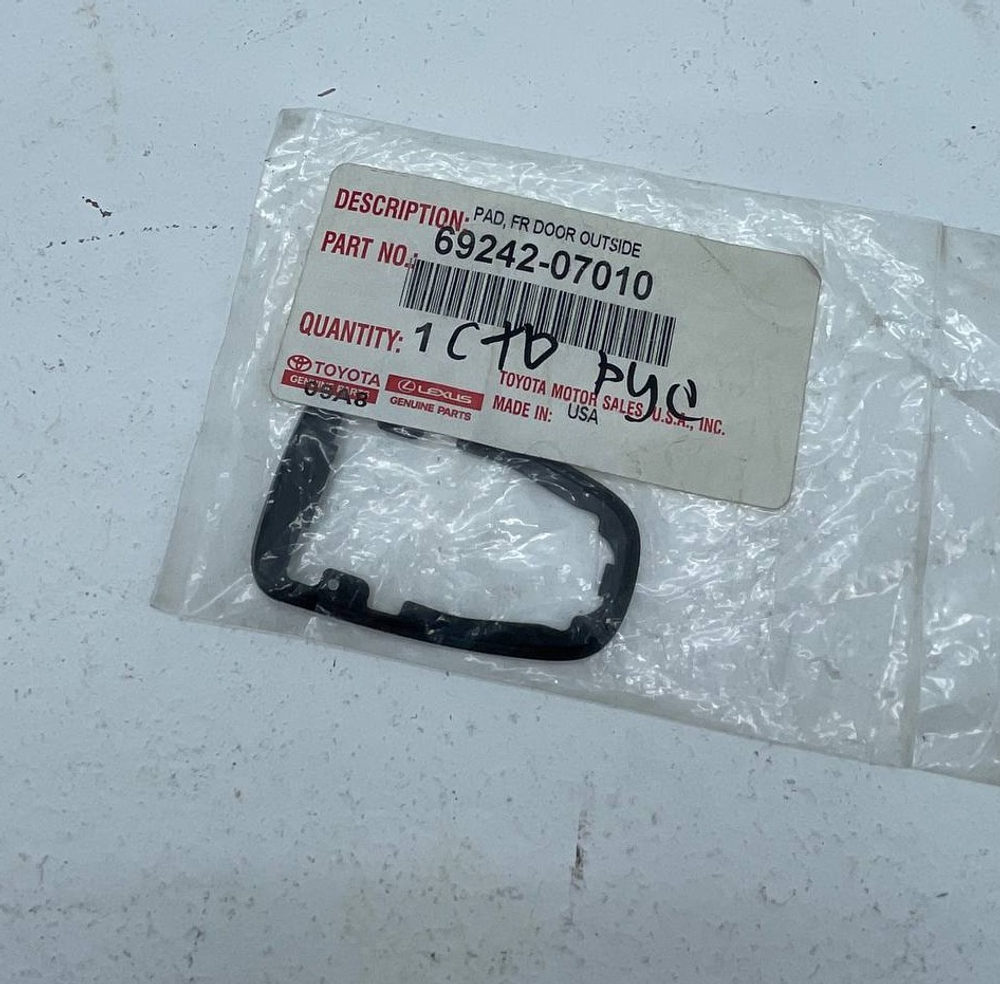 DESCRIPTION: PAD, FR DOOR OUTSIDE
PART NO.: 69242-07010
QUANTITY: 1 сто рус
TOYOTA LEXUS TOYOTA MOTOR SALES, U.S.A., INC.
GENUINE PARTS GENUINE PARTS MADE IN: USA
09A8